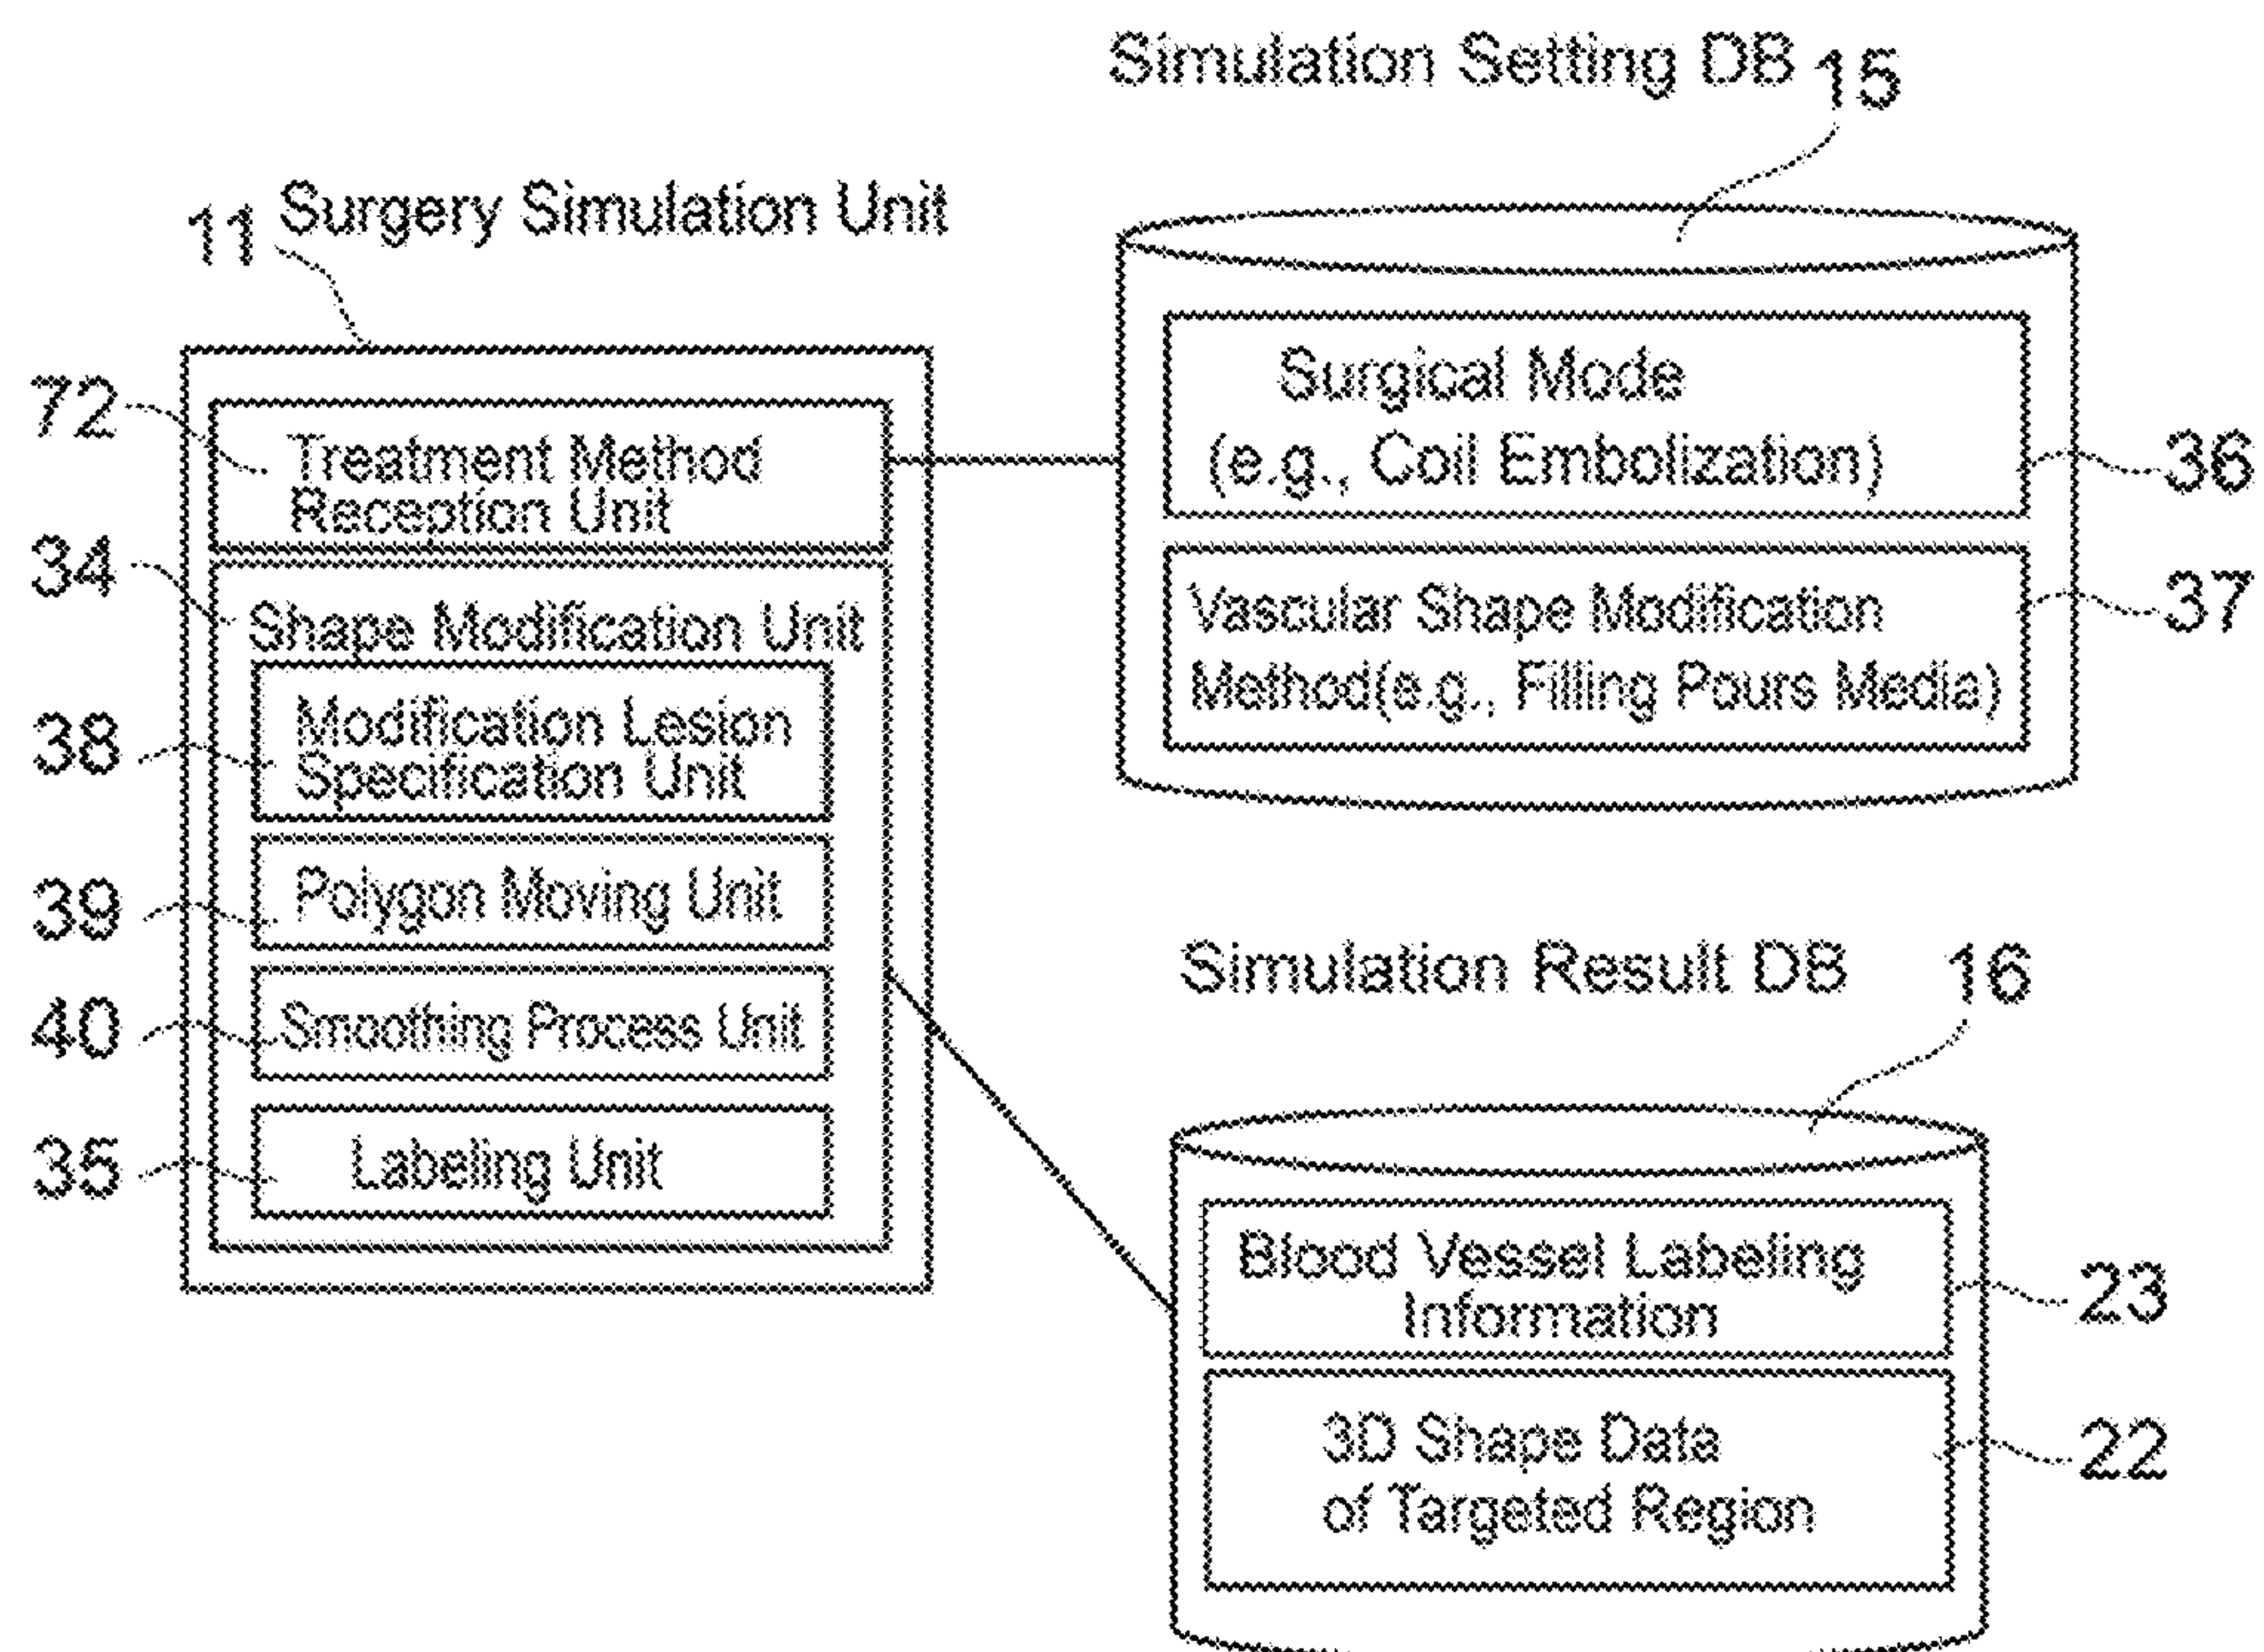 Simulation Setting DB 15
11 Surgery Simulation Unit
72
Treatment Method
Reception Unit
34
Shape Modification Unit
38
Modification Lesion
Specification Unit
39
Polygon Moving Unit
40
Smoothing Process Unit
35
Labeling Unit
Surgical Mode
(e.g., Coil Embolization)
36
Vascular Shape Modification
Method(e.g., Filling Pours Media)
37
Simulation Result DB 16
Blood Vessel Labeling
Information
23
3D Shape Data
of Targeted Region
22